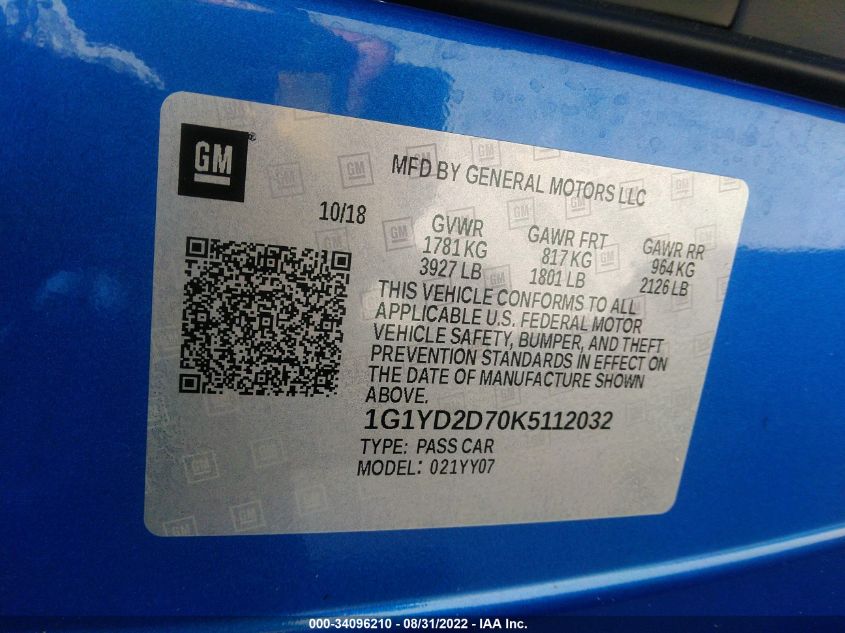 GM
MFD BY GENERAL MOTORS LLC
10/18
GVWR GAWR FRT GAWR RR
1781 KG 817 KG 964 KG
3927 LB 1801 LB 2126 LB
THIS VEHICLE CONFORMS TO ALL
APPLICABLE U.S. FEDERAL MOTOR
VEHICLE SAFETY, BUMPER, AND THEFT
PREVENTION STANDARDS IN EFFECT ON
THE DATE OF MANUFACTURE SHOWN
ABOVE.
1G1YD2D70K5112032
TYPE: PASS CAR
MODEL: 021YY07
000-34096210 - 08/31/2022 - IAA Inc.